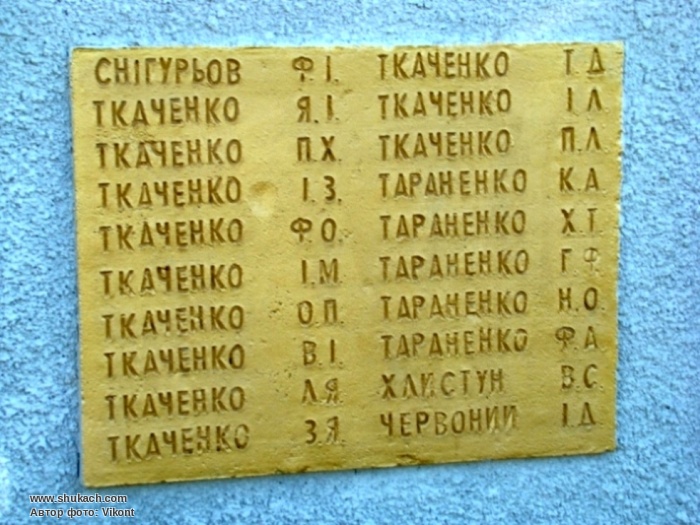 СНІГУРЬОВ Ф.І.
ТКАЧЕНКО Я.І.
ТКАЧЕНКО П.Х.
ТКАЧЕНКО І.З.
ТКАЧЕНКО Ф.О.
ТКАЧЕНКО І.М
ТКАЧЕНКО О.П.
ТКАЧЕНКО В.І.
ТКАЧЕНКО Л.Я.
ТКАЧЕНКО З.Я.
ТКАЧЕНКО Т.Д
ТКАЧЕНКО І Л
ТКАЧЕНКО П.Л
ТАРАНЕНКО К.А
ТАРАНЕНКО Х.Т.
ТАРАНЕНКО Г Ф
ТАРАНЕНКО Н.О
ТАРАНЕНКО Ф.А
ХЛИСТУН В.С.
ЧЕРВОНИЙ І.Д
www.shukach.com
Автор фото: Vikont